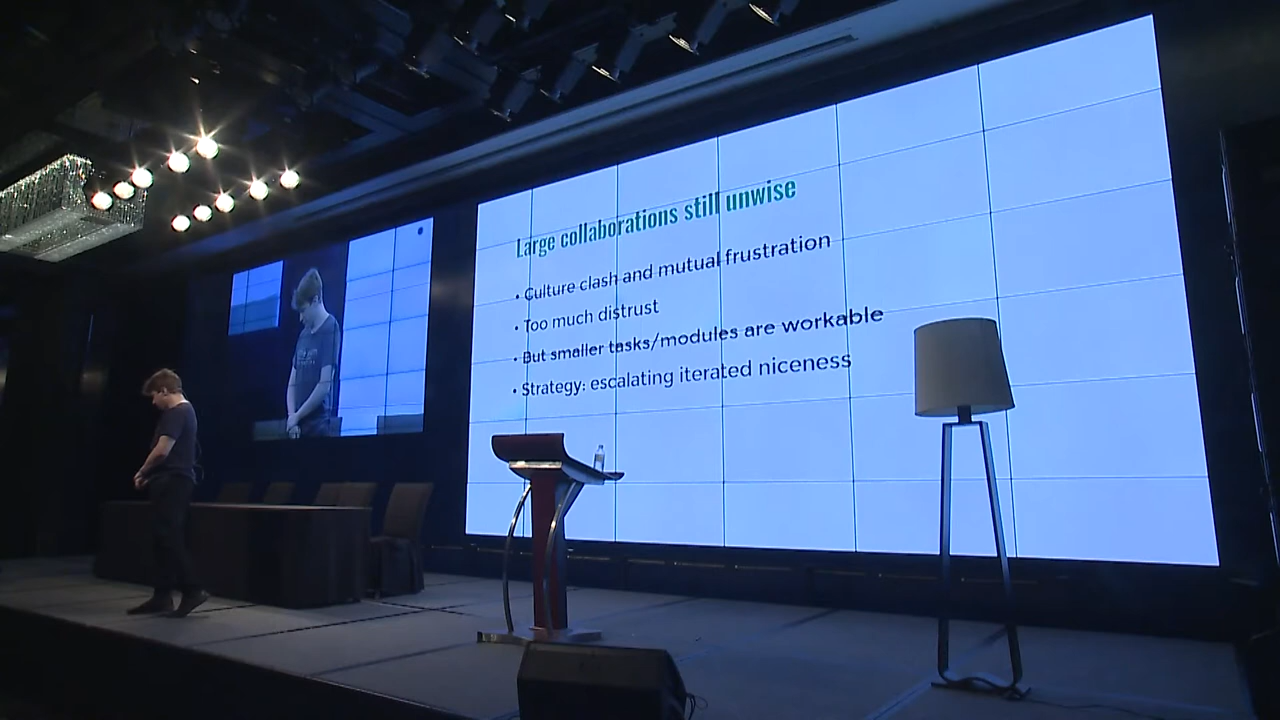 Large collaborations still unwise
• Culture clash and mutual frustration
• Too much distrust
• But smaller tasks/modules are workable
• Strategy: escalating iterated niceness